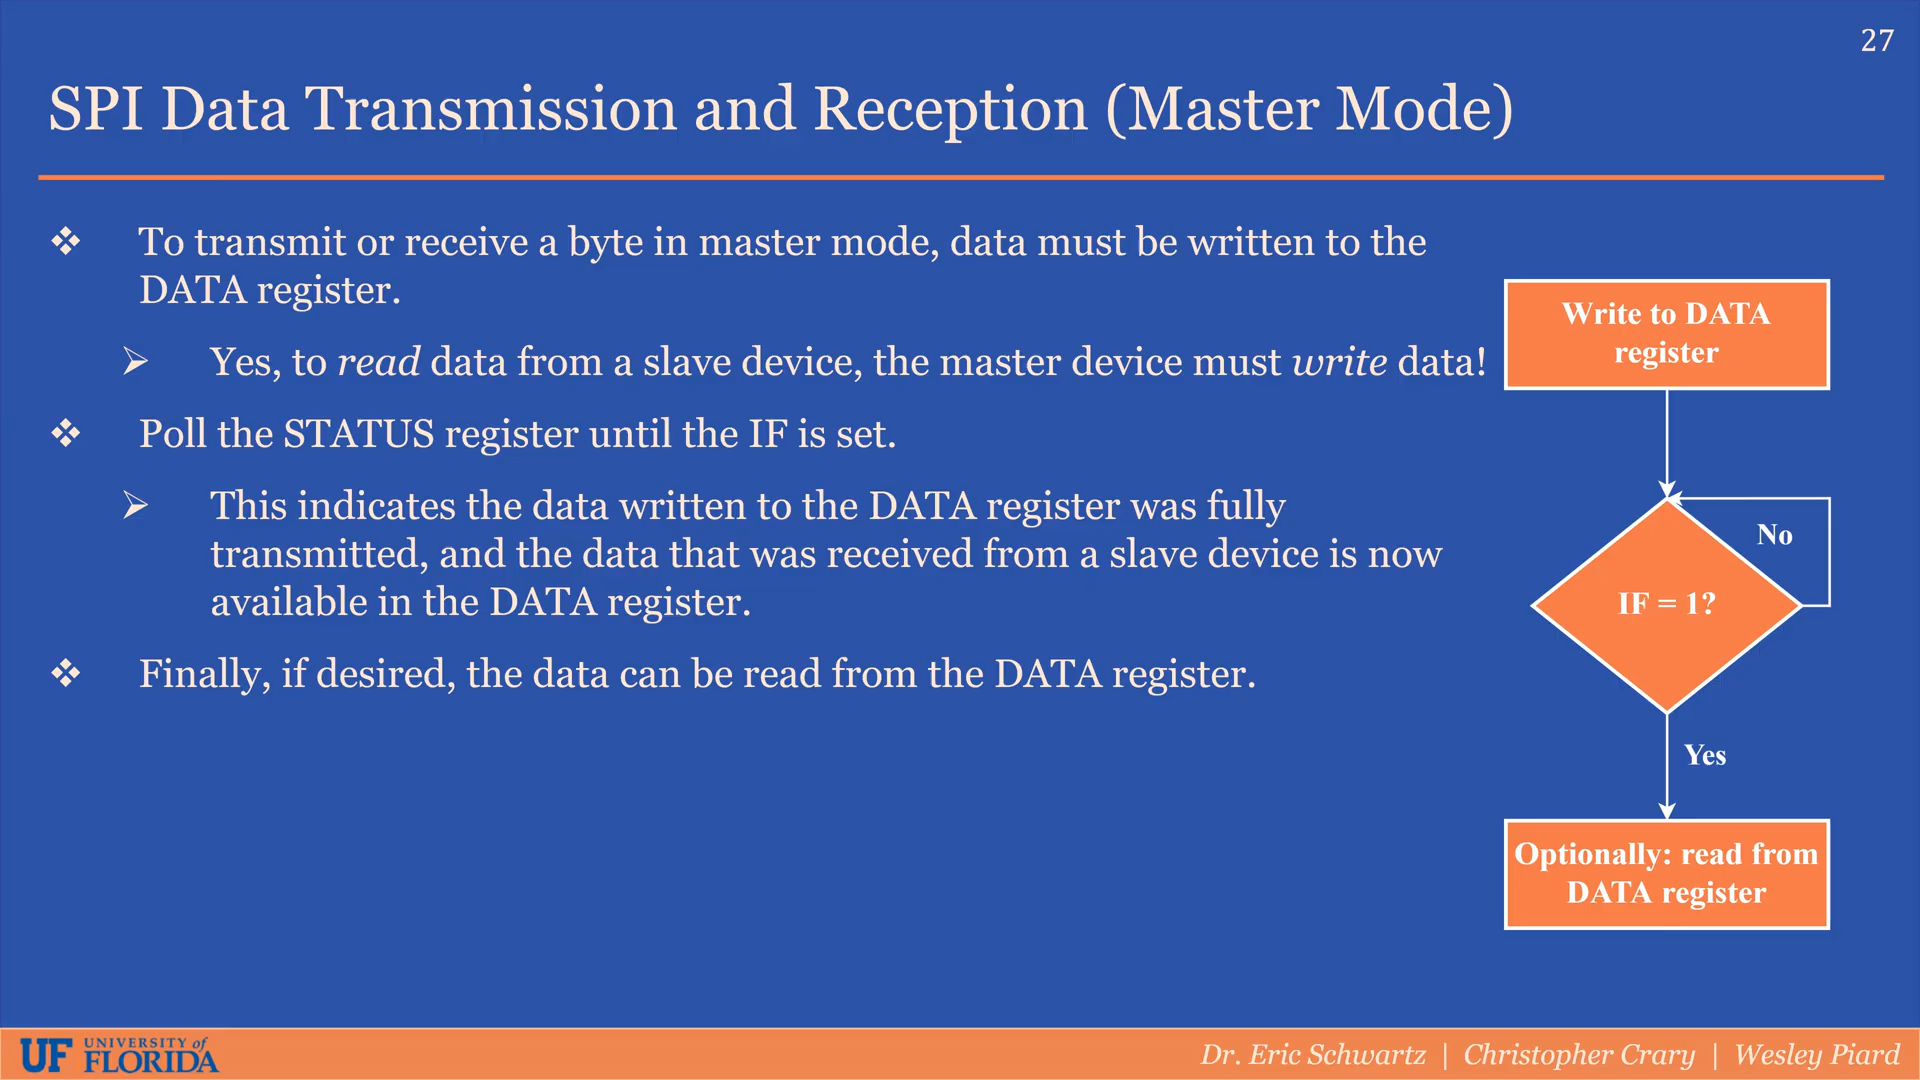 27
SPI Data Transmission and Reception (Master Mode)
❖ To transmit or receive a byte in master mode, data must be written to the
DATA register.
➢ Yes, to read data from a slave device, the master device must write data!
❖ Poll the STATUS register until the IF is set.
➢ This indicates the data written to the DATA register was fully
transmitted, and the data that was received from a slave device is now
available in the DATA register.
❖ Finally, if desired, the data can be read from the DATA register.
Write to DATA
register
No
IF = 1?
Yes
Optionally: read from
DATA register
UF UNIVERSITY of
FLORIDA
Dr. Eric Schwartz | Christopher Crary | Wesley Piard